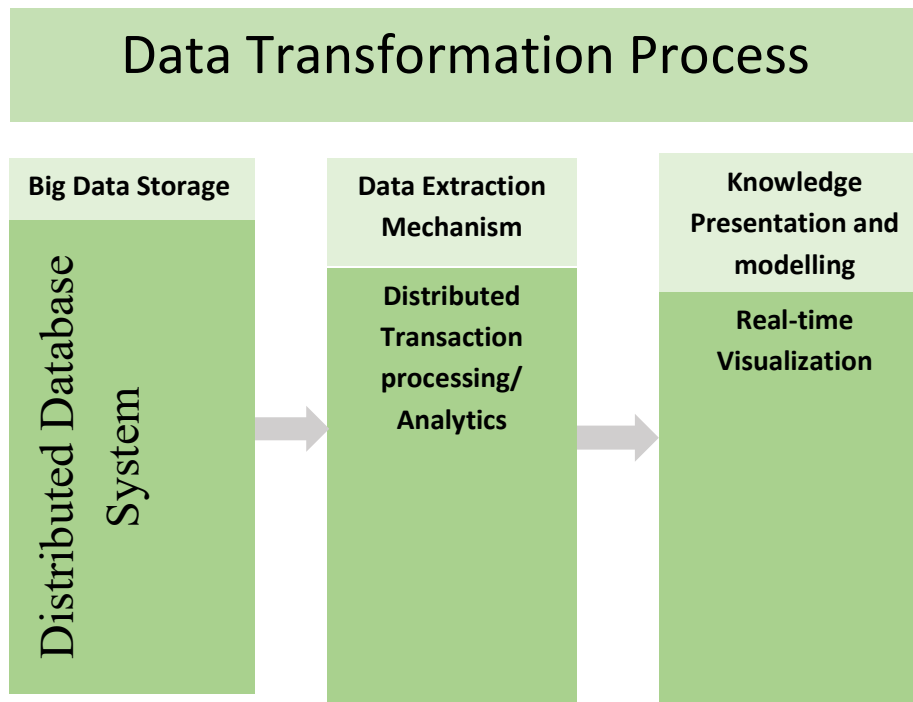 Data Transformation Process
Big Data Storage
Distributed Database
System
Data Extraction
Mechanism
Distributed
Transaction
processing/
Analytics
Knowledge
Presentation and
modelling
Real-time
Visualization